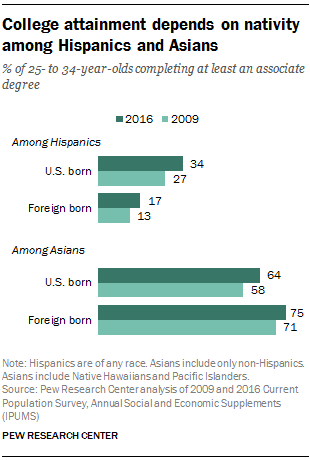 College attainment depends on nativity
among Hispanics and Asians
% of 25- to 34-year-olds completing at least an associate
degree
2016 2009
Among Hispanics
U.S. born 34
27
Foreign born 17
13
Among Asians
U.S. born 64
58
Foreign born 75
71
Note: Hispanics are of any race. Asians include only non-Hispanics.
Asians include Native Hawaiians and Pacific Islanders.
Source: Pew Research Center analysis of 2009 and 2016 Current
Population Survey, Annual Social and Economic Supplements
(IPUMS)
PEW RESEARCH CENTER